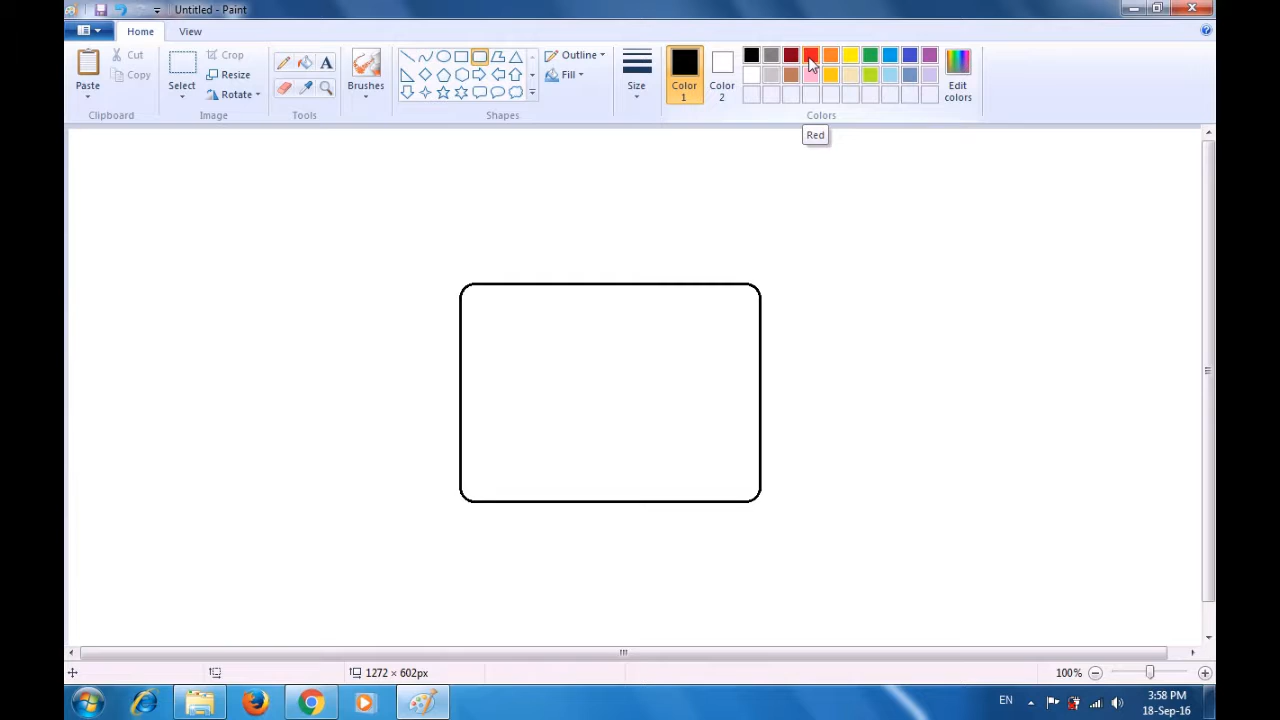 Untitled - Paint
Home
View
Paste
Cut
Copy
Clipboard
Select
Crop
Resize
Rotate
Image
A
Tools
Brushes
Shapes
Outline
Fill
Size
Color
1
Color
2
Colors
Edit
colors
Red
1272 × 602px
100%
EN
3:58 PM
18-Sep-16